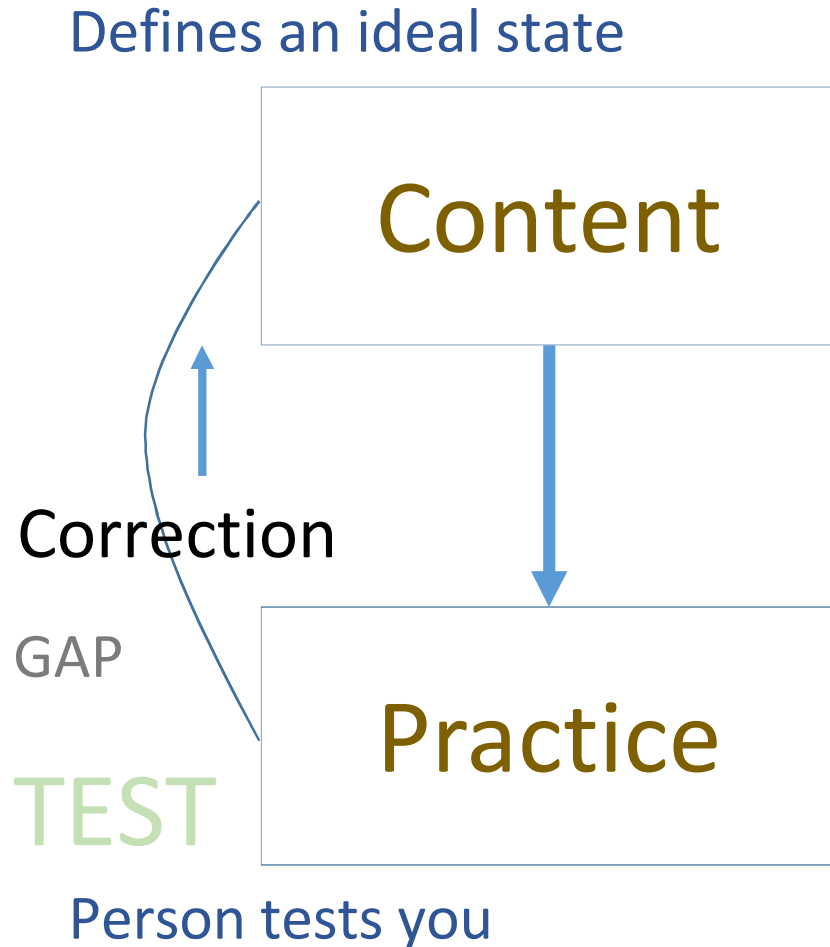 Defines an ideal state
Content
Correction
GAP
Practice
TEST
Person tests you